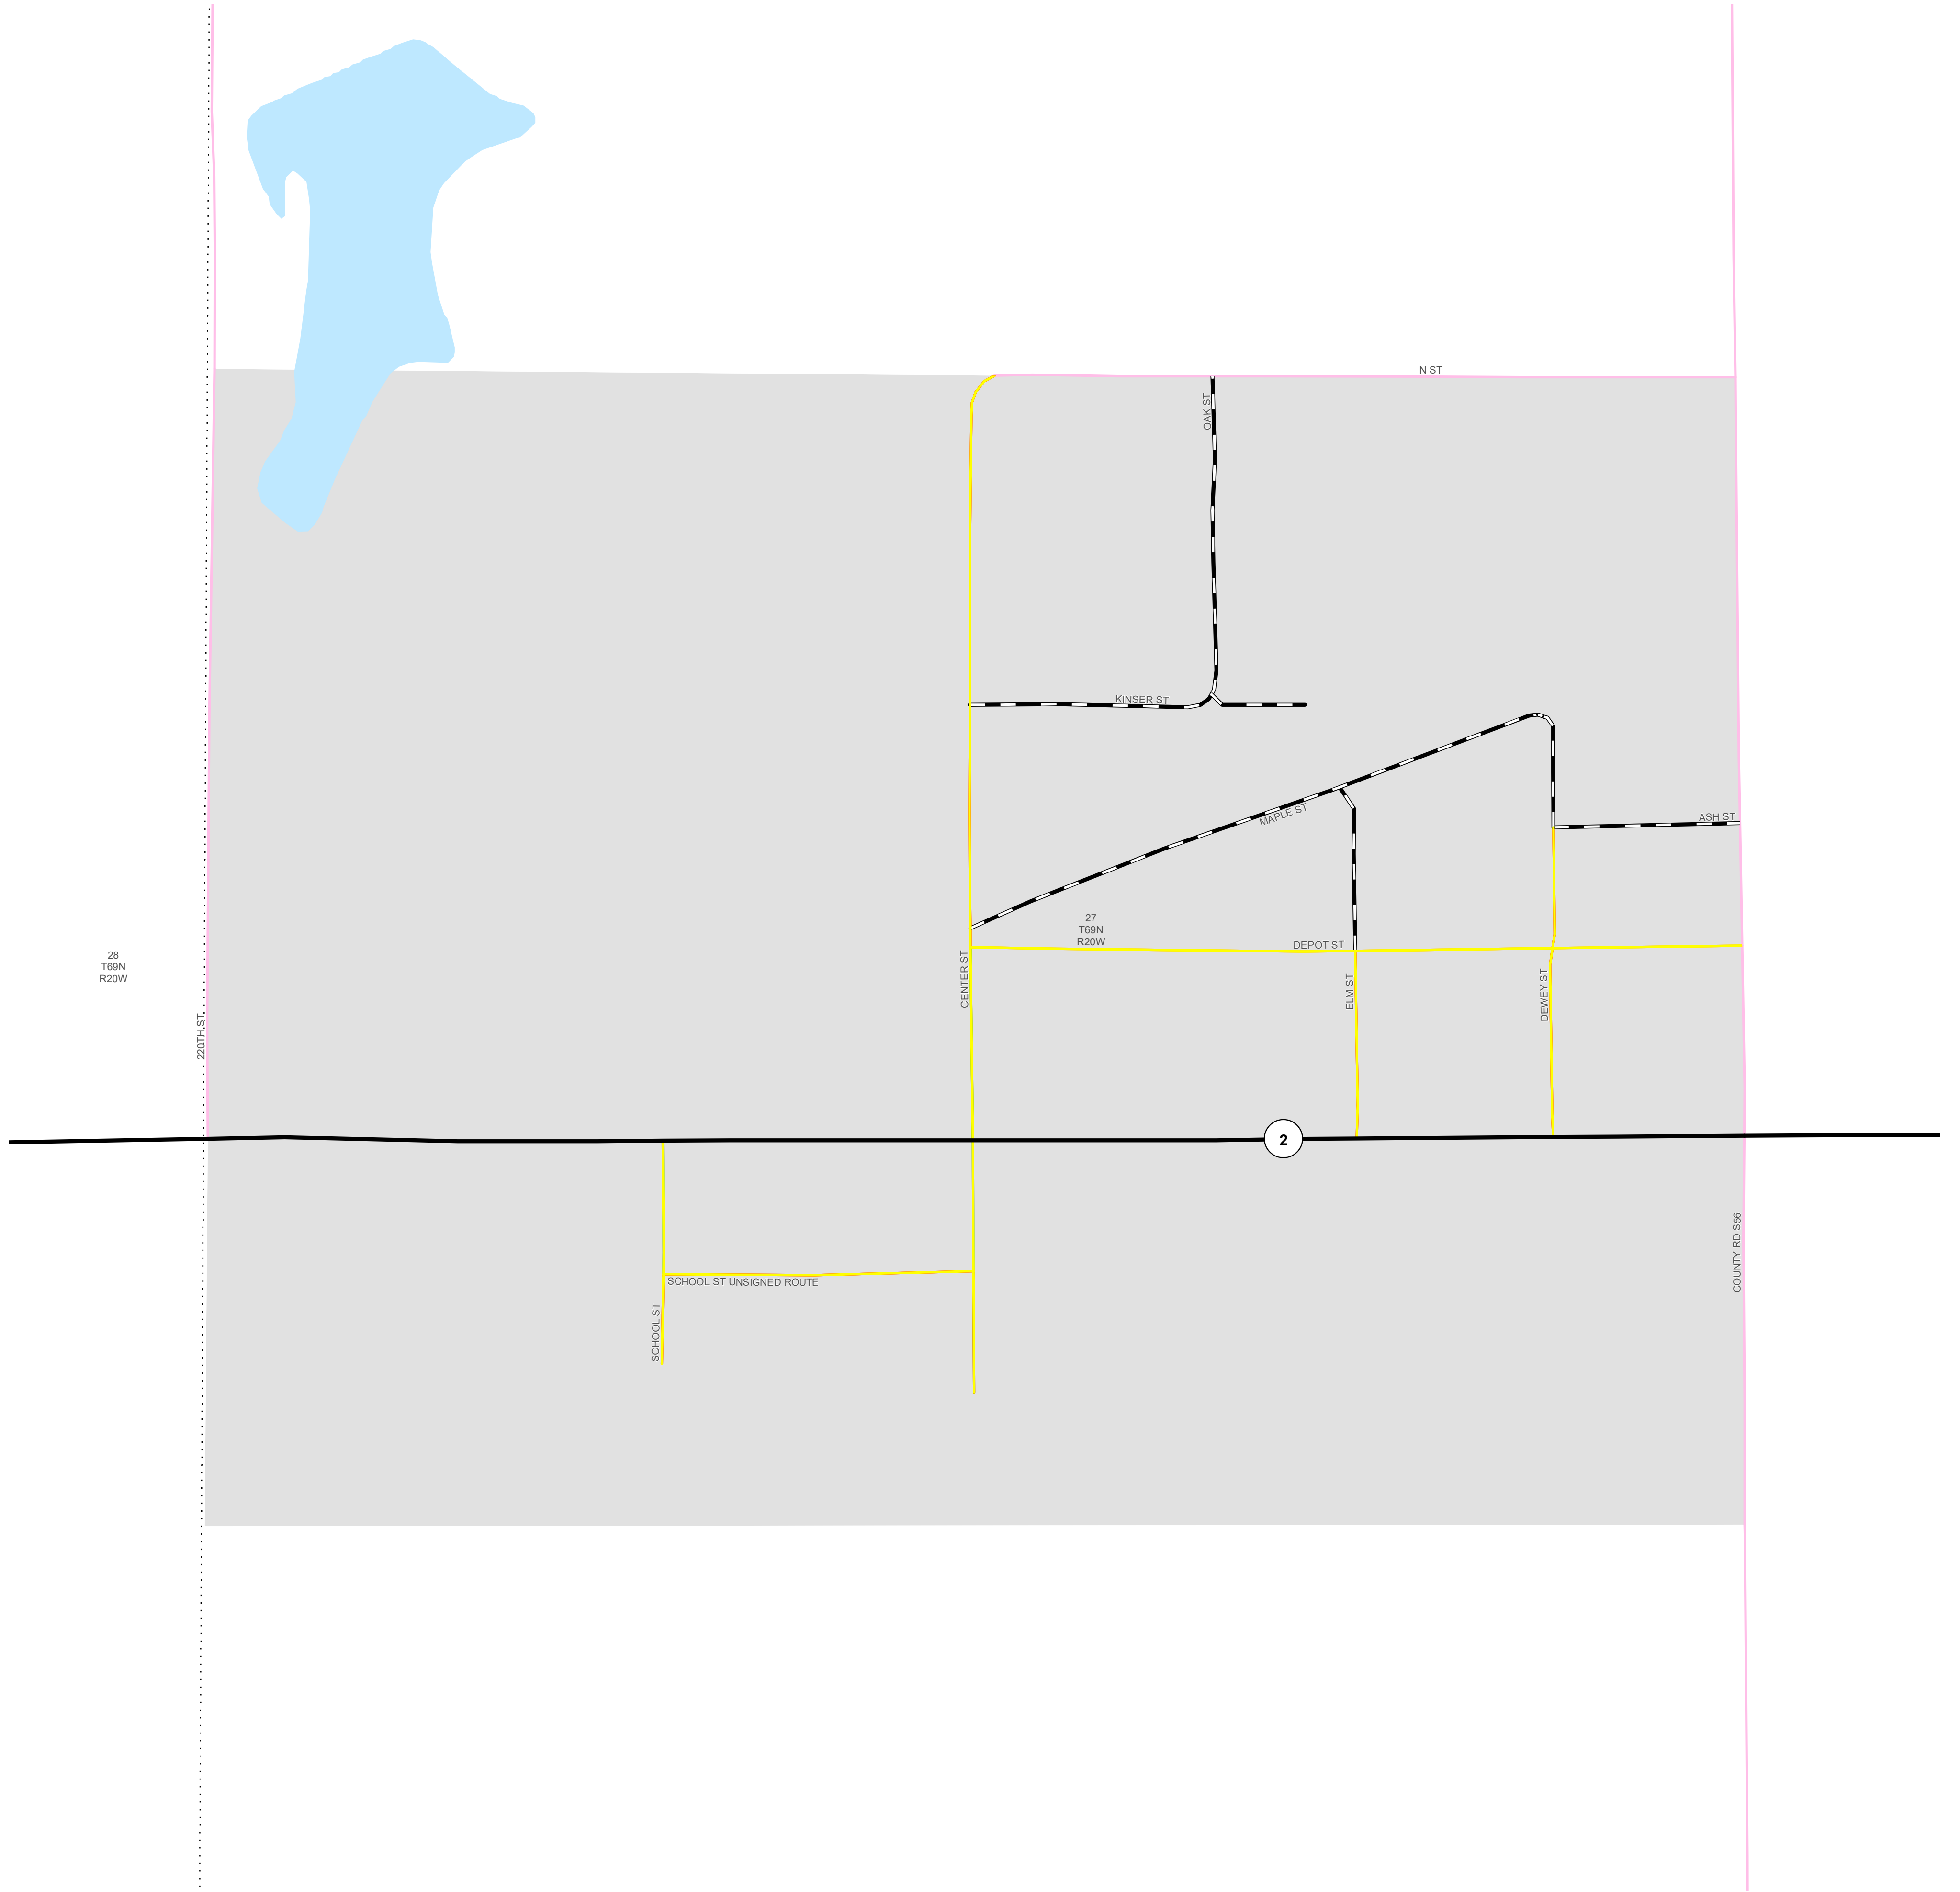 N ST
OAK ST
KINSER ST
MAPLE ST
ASH ST
27
T69N
R20W
DEPOT ST
28
T69N
R20W
CENTER ST
ELM ST
DEWEY ST
220TH ST
2
COUNTY RD S56
SCHOOL ST UNSIGNED ROUTE
SCHOOL ST